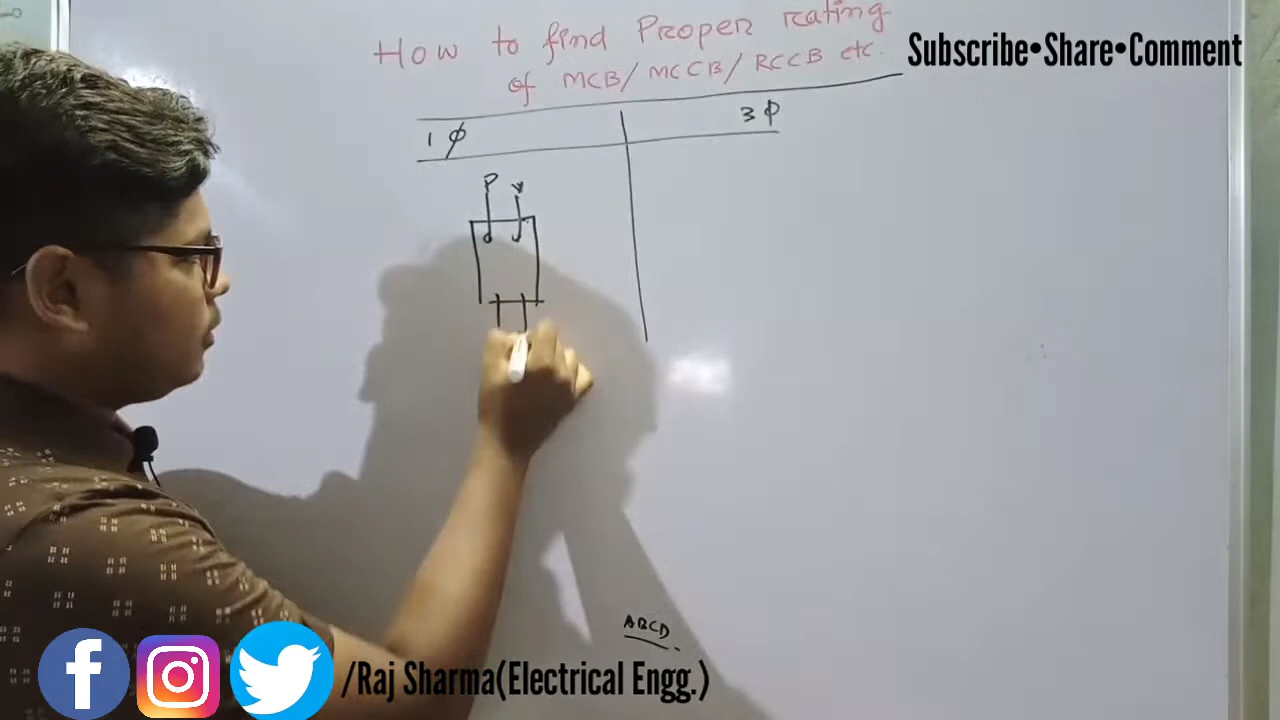 How to find Proper rating
of MCB/MCCB/RCCB etc.
Subscribe•Share•Comment
1 φ
3 φ
P
ABCD
/Raj Sharma(Electrical Engg.)